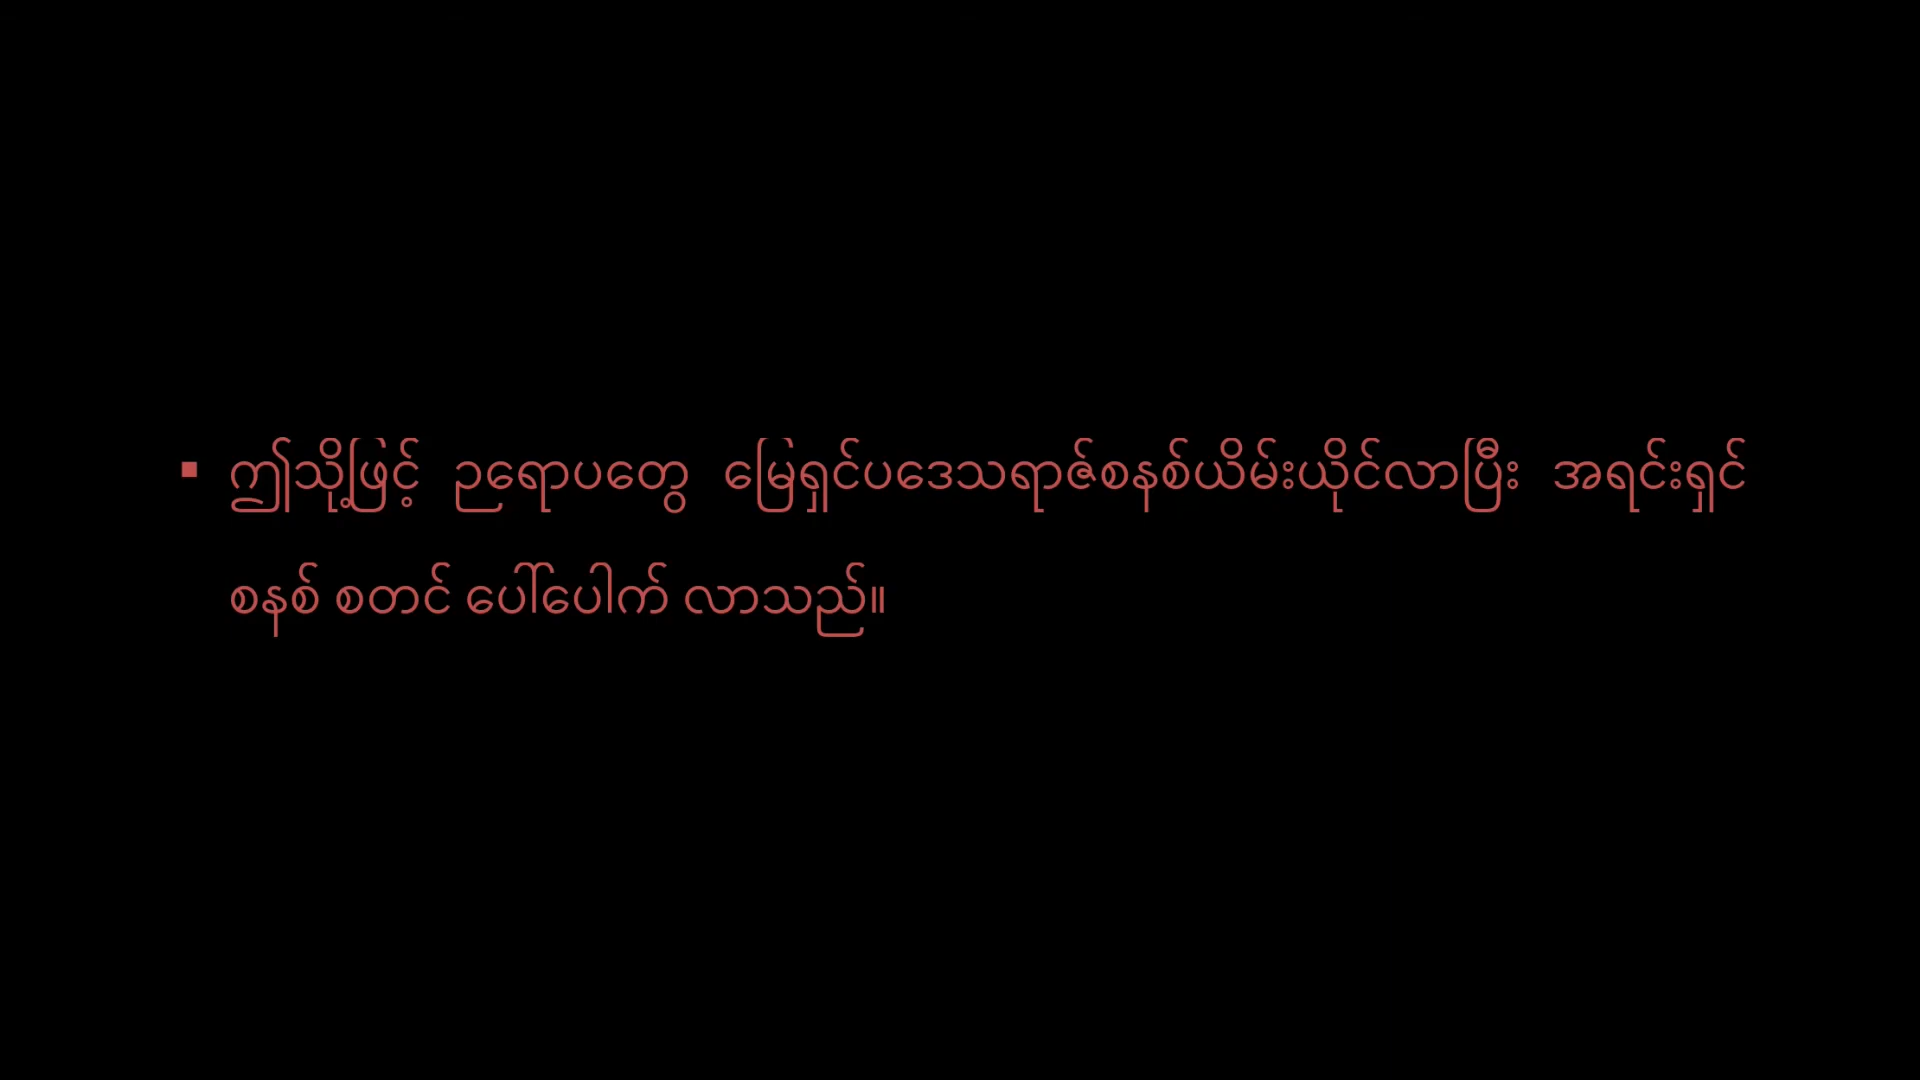 ▪ ဤသို့ဖြင့် ဉရောပတွေ မြေရှင်ပဒေသရာဇ်စနစ်ယိမ်းယိုင်လာပြီး အရင်းရှင်
စနစ် စတင် ပေါ်ပေါက် လာသည်။